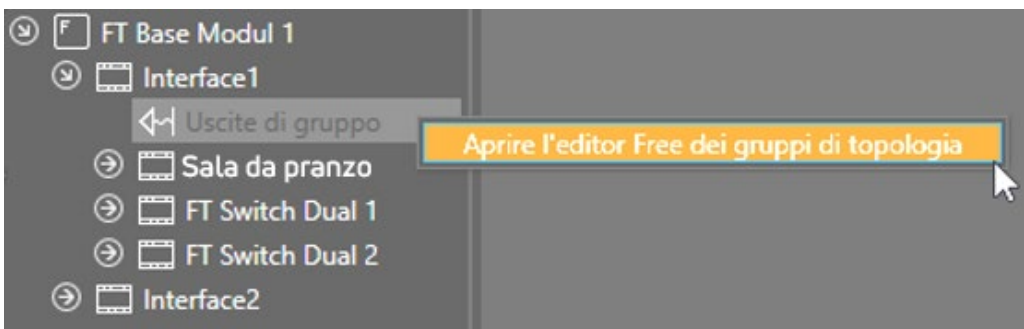 F FT Base Modul 1
Interface1
Uscite di gruppo
Aprire l'editor Free dei gruppi di topologia
Sala da pranzo
FT Switch Dual 1
FT Switch Dual 2
Interface2